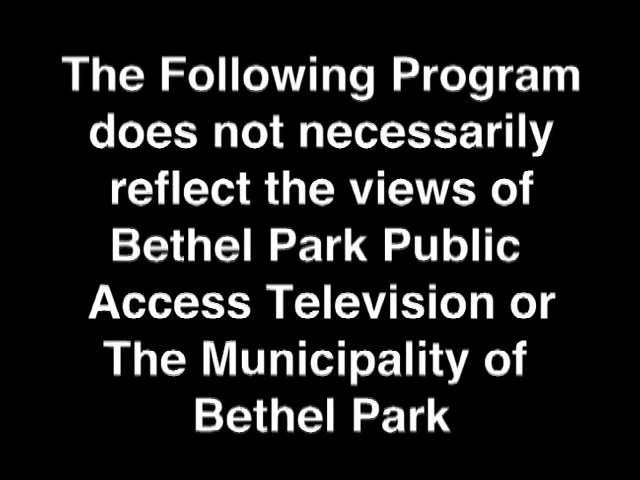 The Following Program
does not necessarily
reflect the views of
Bethel Park Public
Access Television or
The Municipality of
Bethel Park